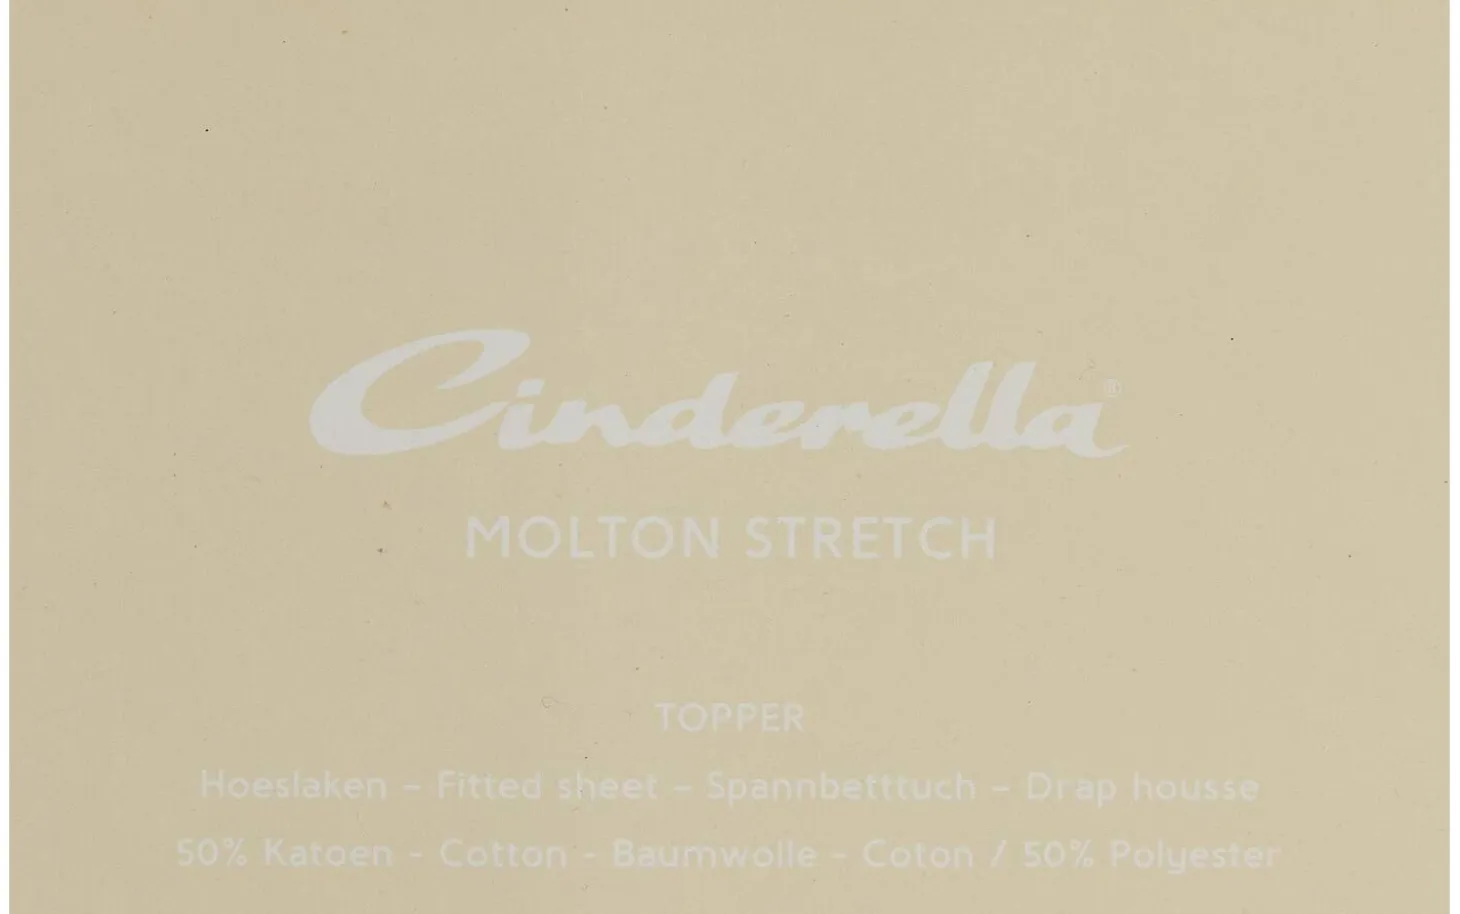 Cinderella®
MOLTON STRETCH
TOPPER
Hoeslaken – Fitted sheet – Spannbetttuch – Drap housse
50% Katoen - Cotton - Baumwolle - Coton / 50% Polyester